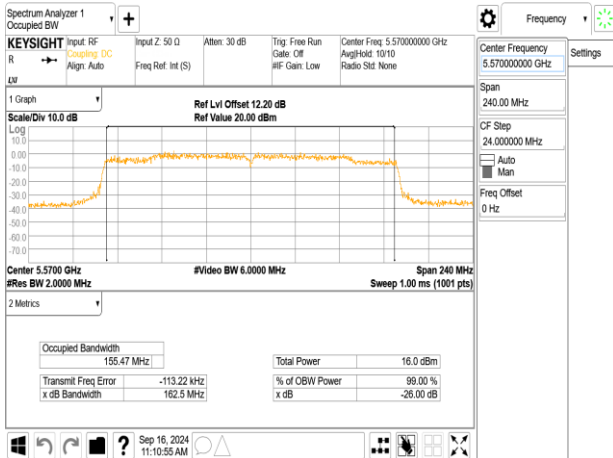 Spectrum Analyzer 1
Occupied BW
Frequency
KEYSIGHT
R
Input: RF
Coupling: DC
Align: Auto
Input Z: 50 Ω
Freq Ref: Int (S)
Atten: 30 dB
Trig: Free Run
Gate: Off
#IF Gain: Low
Center Freq: 5.570000000 GHz
Avg|Hold: 10/10
Radio Std: None
Center Frequency
5.570000000 GHz
Settings
Span
240.00 MHz
CF Step
24.000000 MHz
Auto
Man
Freq Offset
0 Hz
1 Graph
Scale/Div 10.0 dB
Ref Lvl Offset 12.20 dB
Ref Value 20.00 dBm
Log
10.0
0.00
-10.0
-20.0
-30.0
-40.0
-50.0
-60.0
-70.0
Center 5.5700 GHz
#Video BW 6.0000 MHz
Span 240 MHz
#Res BW 2.0000 MHz
Sweep 1.00 ms (1001 pts)
2 Metrics
Occupied Bandwidth
155.47 MHz
Total Power 16.0 dBm
Transmit Freq Error -113.22 kHz
% of OBW Power 99.00 %
x dB Bandwidth 162.5 MHz
x dB -26.00 dB
?
Sep 16, 2024
11:10:55 AM